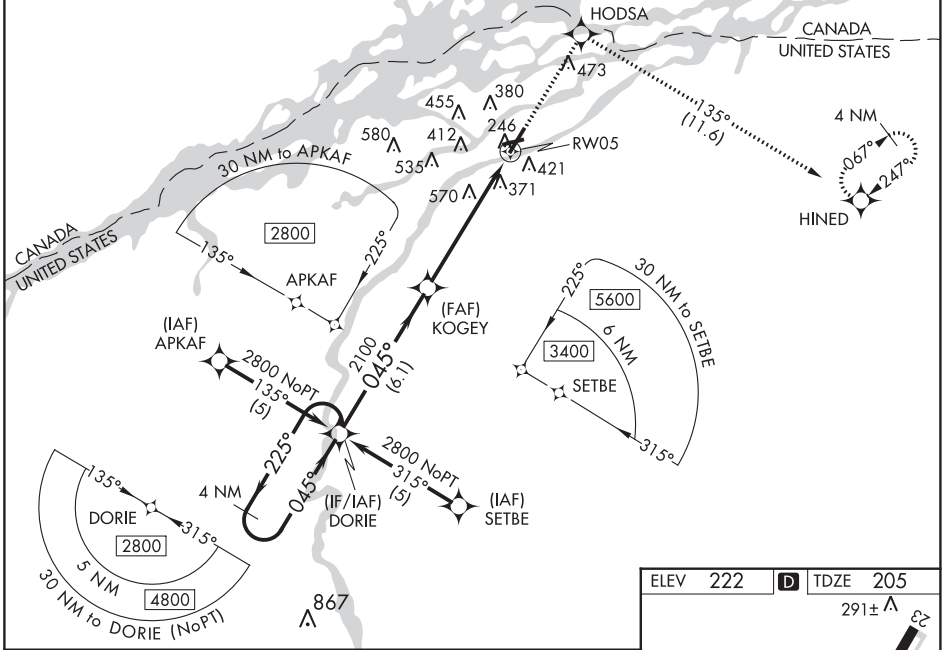 HODSA
CANADA
UNITED STATES
473
380
455
135°
(11.6)
4 NM
580
412
246
RW05
067°
247°
535
421
30 NM to APKAF
570
371
HINED
2800
CANADA
UNITED STATES
135°
225°
APKAF
225°
5600
30 NM to SETBE
(FAF)
KOGEY
6 NM
3400
(IAF)
APKAF
2100
045°
(6.1)
SETBE
2800 NoPT
135°
(5)
315°
225°
2800 NoPT
315°
(5)
135°
4 NM
045°
(IF/IAF)
DORIE
(IAF)
SETBE
DORIE
315°
2800
5 NM
4800
30 NM to DORIE (NoPT)
867
ELEV 222 D TDZE 205
291±
23